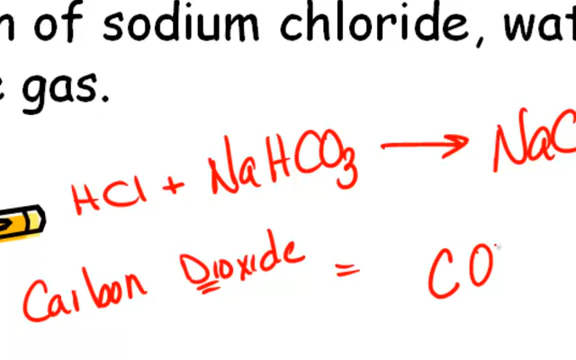 n of sodium chloride, wat
e gas.
HCl + NaHCO3 → NaC
Carbon Dioxide = CO